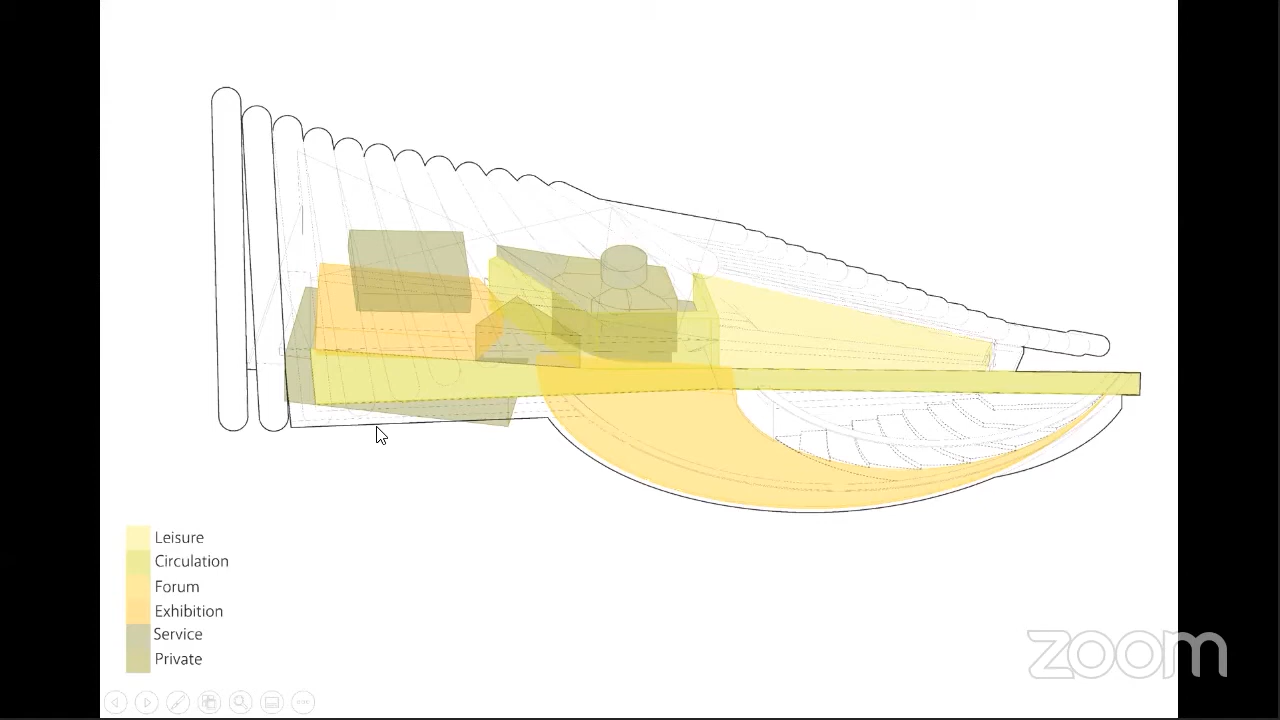 Leisure
Circulation
Forum
Exhibition
Service
Private
zoom